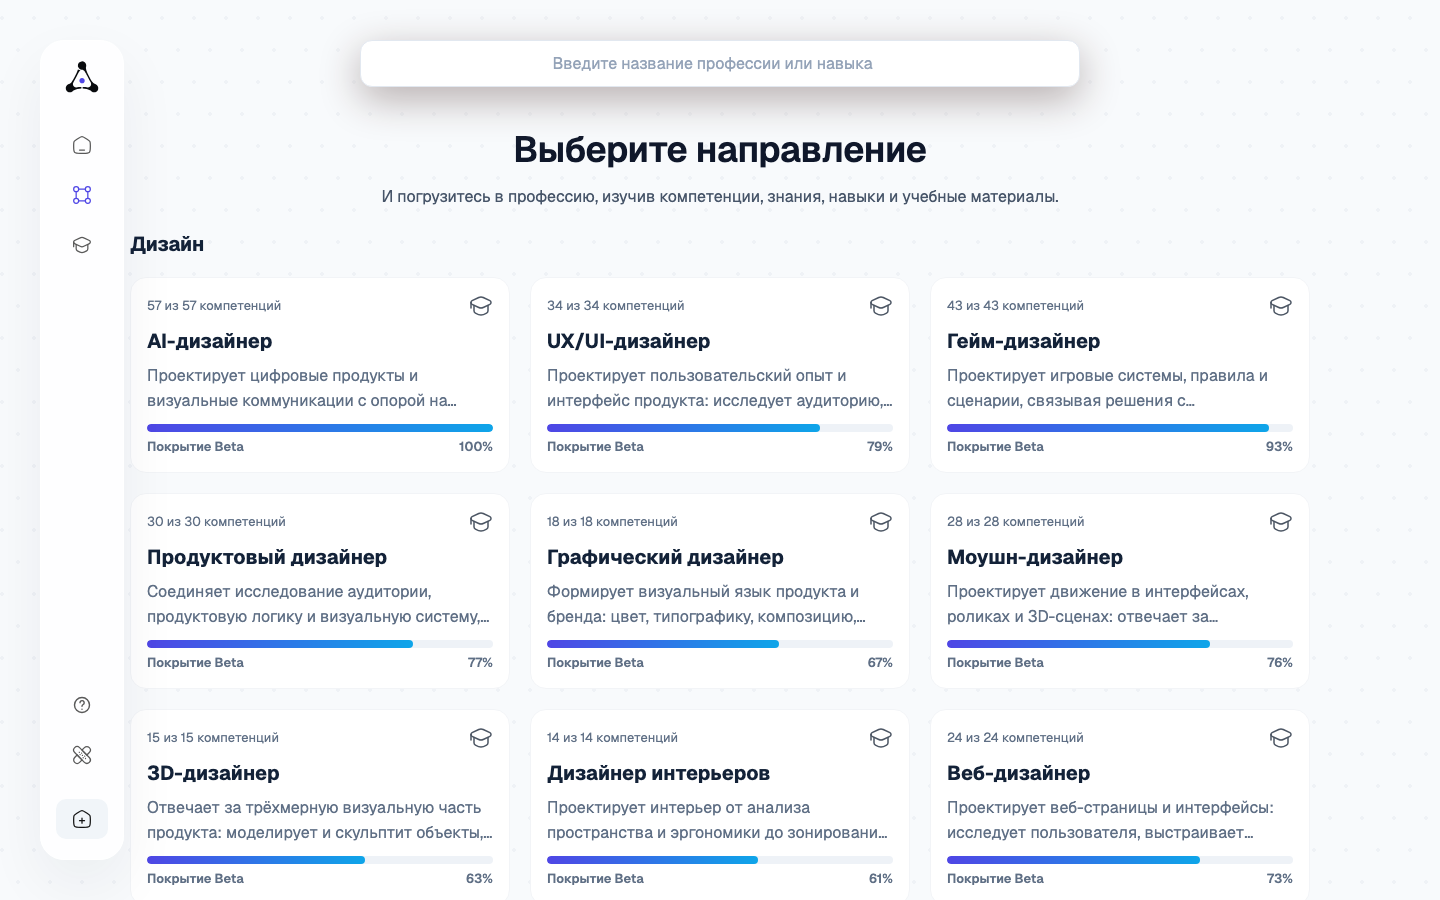 Введите название профессии или навыка
Выберите направление
И погрузитесь в профессию, изучив компетенции, знания, навыки и учебные материалы.
Дизайн
57 из 57 компетенций
AI-дизайнер
Проектирует цифровые продукты и
визуальные коммуникации с опорой на...
Покрытие Beta 100%
34 из 34 компетенций
UX/UI-дизайнер
Проектирует пользовательский опыт и
интерфейс продукта: исследует аудиторию,...
Покрытие Beta 79%
43 из 43 компетенций
Гейм-дизайнер
Проектирует игровые системы, правила и
сценарии, связывая решения с...
Покрытие Beta 93%
30 из 30 компетенций
Продуктовый дизайнер
Соединяет исследование аудитории,
продуктовую логику и визуальную систему,...
Покрытие Beta 77%
18 из 18 компетенций
Графический дизайнер
Формирует визуальный язык продукта и
бренда: цвет, типографику, композицию,...
Покрытие Beta 67%
28 из 28 компетенций
Моушн-дизайнер
Проектирует движение в интерфейсах,
роликах и 3D-сценах: отвечает за...
Покрытие Beta 76%
15 из 15 компетенций
3D-дизайнер
Отвечает за трёхмерную визуальную часть
продукта: моделирует и скульптит объекты,...
Покрытие Beta 63%
14 из 14 компетенций
Дизайнер интерьеров
Проектирует интерьер от анализа
пространства и эргономики до зонировани...
Покрытие Beta 61%
24 из 24 компетенций
Веб-дизайнер
Проектирует веб-страницы и интерфейсы:
исследует пользователя, выстраивает...
Покрытие Beta 73%